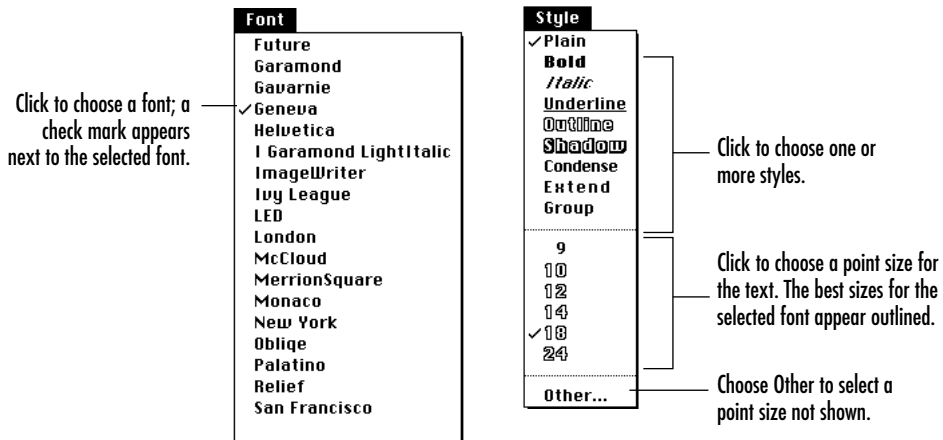 Font
Future
Garamond
Gavarnie
Click to choose a font; a
check mark appears
next to the selected font.
✓Geneva
Helvetica
I Garamond LightItalic
ImageWriter
Ivy League
LED
London
McCloud
MerrionSquare
Monaco
New York
Obliqe
Palatino
Relief
San Francisco
Style
✓Plain
Bold
Italic
Underline
Outline
Shadow
Condense
Extend
Group
Click to choose one or
more styles.
9
10
12
14
✓18
24
Click to choose a point size for
the text. The best sizes for the
selected font appear outlined.
Other...
Choose Other to select a
point size not shown.